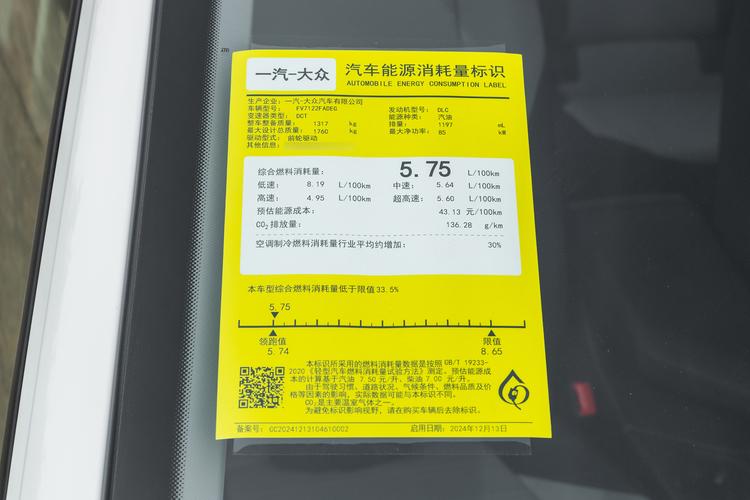 一汽-大众
汽车能源消耗量标识
AUTOMOBILE ENERGY CONSUMPTION LABEL
生产企业：一汽-大众汽车有限公司
车辆型号：FV7122FADEG 发动机型号：DLC
变速器类型：DCT 能源种类：汽油
整车整备质量：1317 kg 排量：1197 mL
最大设计总质量：1760 kg 最大净功率：85 kW
驱动型式：前轮驱动
其他信息：
综合燃料消耗量： 5.75 L/100km
低速： 8.19 L/100km 中速： 5.64 L/100km
高速： 4.95 L/100km 超高速： 5.60 L/100km
预估能源成本： 43.13 元/100km
CO₂排放量： 136.28 g/km
空调制冷燃料消耗量行业平均约增加： 30%
本车型综合燃料消耗量低于限值33.5%
5.75
领跑值 限值
5.74 8.65
本标识所采用的燃料消耗量数据是按照GB/T 19233-
2020《轻型汽车燃料消耗量试验方法》测定。预估能源成
本的计算基于汽油 7.50 元/升、柴油 7.00 元/升。
由于驾驶习惯、道路状况、气候条件、燃料品质及价
格等因素的影响，实际数据可能与本标识不同。
CO₂是主要温室气体之一。
为避免标识影响视野，请在购买车辆后去除标识。
备案号：CC20241213104610002 启用日期：2024年12月13日